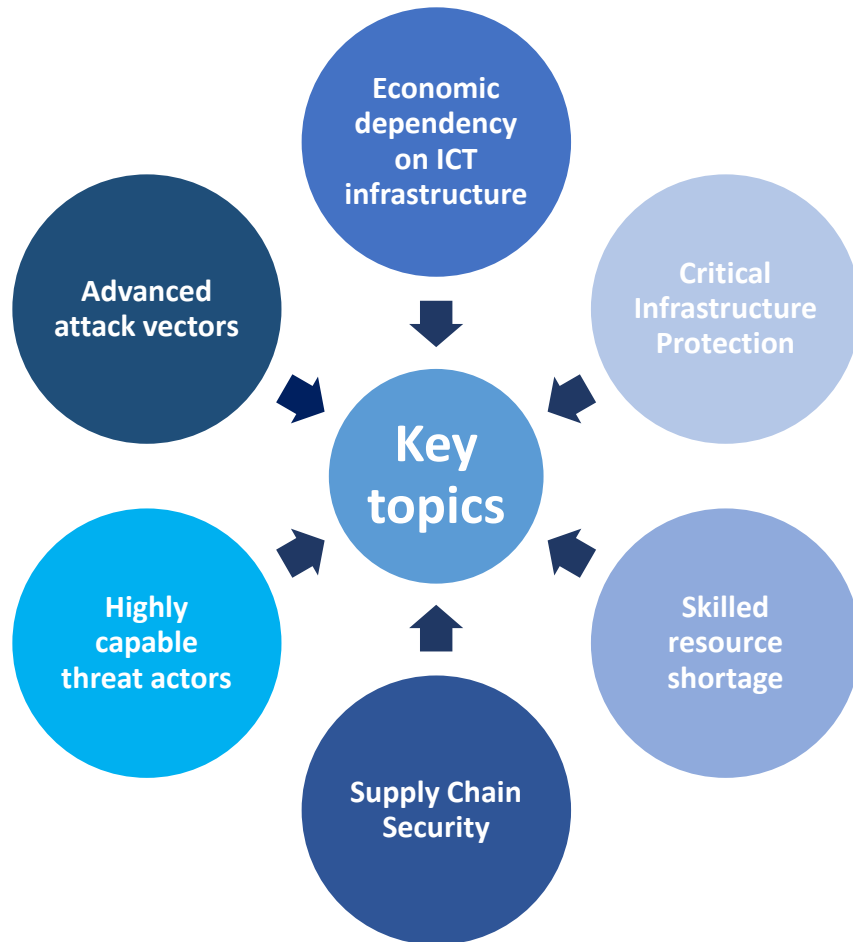 Economic
dependency
on ICT
infrastructure
Critical
Infrastructure
Protection
Skilled
resource
shortage
Supply Chain
Security
Highly
capable
threat actors
Advanced
attack vectors
Key
topics